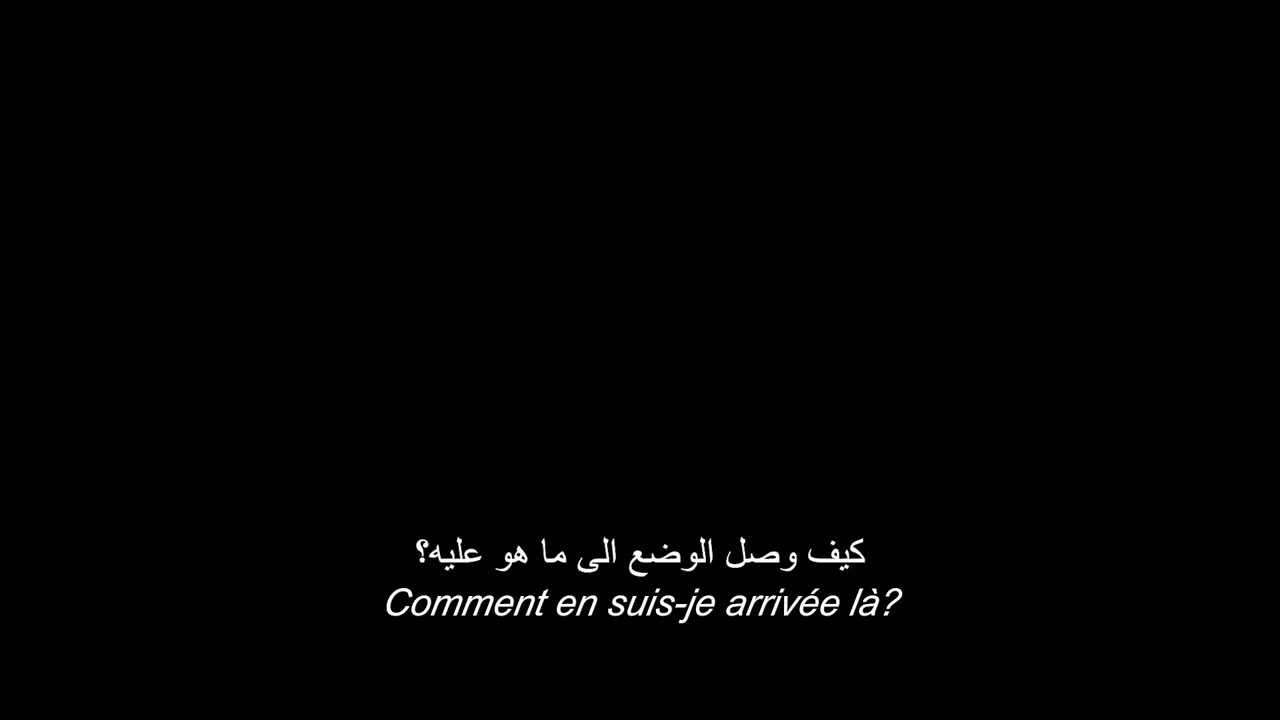 كيف وصل الوضع الى ما هو عليه؟
Comment en suis-je arrivée là?